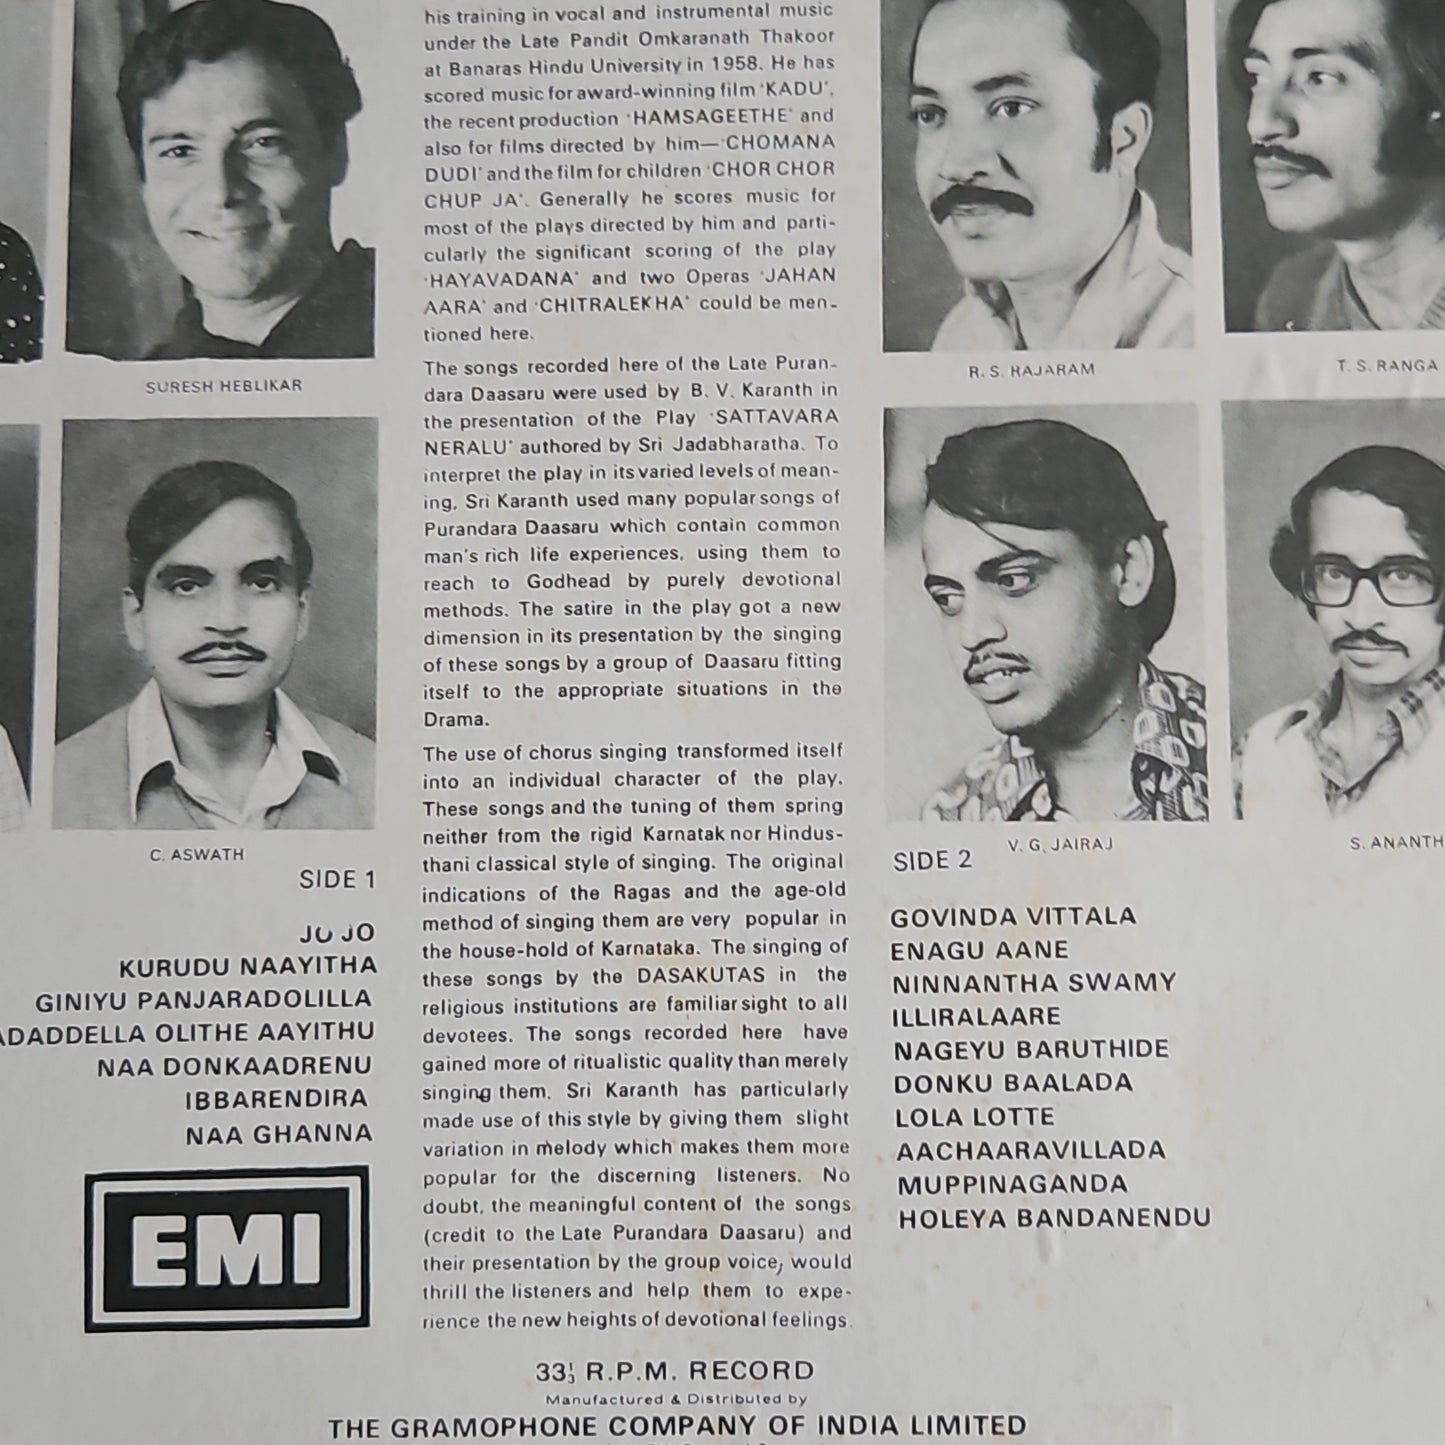 his training in vocal and instrumental music
under the Late Pandit Omkaranath Thakoor
at Banaras Hindu University in 1958. He has
scored music for award-winning film 'KADU',
the recent production 'HAMSAGEETHE' and
also for films directed by him—'CHOMANA
DUDI' and the film for children 'CHOR CHOR
CHUP JA'. Generally he scores music for
most of the plays directed by him and parti-
cularly the significant scoring of the play
'HAYAVADANA' and two Operas 'JAHAN
AARA' and 'CHITRALEKHA' could be men-
tioned here.
The songs recorded here of the Late Puran-
dara Daasaru were used by B. V. Karanth in
the presentation of the Play 'SATTAVARA
NERALU' authored by Sri Jadabharatha. To
interpret the play in its varied levels of mean-
ing, Sri Karanth used many popular songs of
Purandara Daasaru which contain common
man's rich life experiences, using them to
reach to Godhead by purely devotional
methods. The satire in the play got a new
dimension in its presentation by the singing
of these songs by a group of Daasaru fitting
itself to the appropriate situations in the
Drama.
The use of chorus singing transformed itself
into an individual character of the play.
These songs and the tuning of them spring
neither from the rigid Karnatak nor Hindus-
thani classical style of singing. The original
indications of the Ragas and the age-old
method of singing them are very popular in
the house-hold of Karnataka. The singing of
these songs by the DASAKUTAS in the
religious institutions are familiar sight to all
devotees. The songs recorded here have
gained more of ritualistic quality than merely
singing them. Sri Karanth has particularly
made use of this style by giving them slight
variation in melody which makes them more
popular for the discerning listeners. No
doubt, the meaningful content of the songs
(credit to the Late Purandara Daasaru) and
their presentation by the group voice, would
thrill the listeners and help them to expe-
rience the new heights of devotional feelings.
SURESH HEBLIKAR
C. ASWATH
R. S. RAJARAM
T. S. RANGA
V. G. JAIRAJ
S. ANANTH
SIDE 1
JO JO
KURUDU NAAYITHA
GINIYU PANJARADOLILLA
ADADDELLA OLITHE AAYITHU
NAA DONKAADRENU
IBBARENDIRA
NAA GHANNA
EMI
SIDE 2
GOVINDA VITTALA
ENAGU AANE
NINNANTHA SWAMY
ILLIRALAARE
NAGEYU BARUTHIDE
DONKU BAALADA
LOLA LOTTE
AACHAARAVILLADA
MUPPINAGANDA
HOLEYA BANDANENDU
33⅓ R.P.M. RECORD
Manufactured & Distributed by
THE GRAMOPHONE COMPANY OF INDIA LIMITED